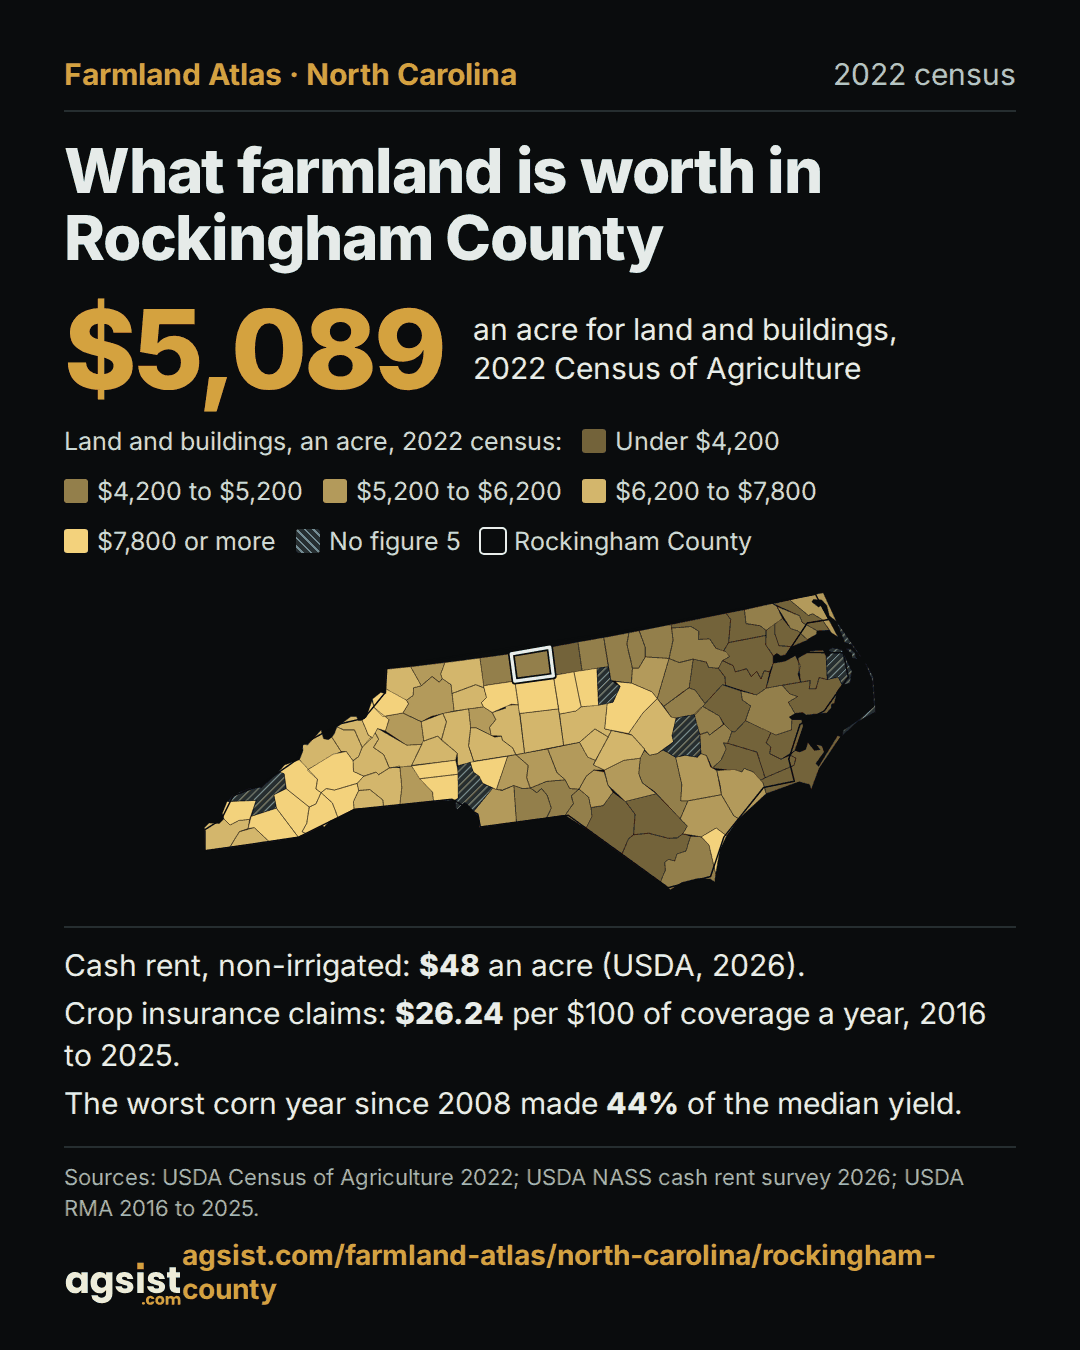 Farmland Atlas · North Carolina
2022 census
What farmland is worth in
Rockingham County
$5,089
an acre for land and buildings,
2022 Census of Agriculture
Land and buildings, an acre, 2022 census: Under $4,200
$4,200 to $5,200 $5,200 to $6,200 $6,200 to $7,800
$7,800 or more No figure 5 Rockingham County
Cash rent, non-irrigated: $48 an acre (USDA, 2026).
Crop insurance claims: $26.24 per $100 of coverage a year, 2016
to 2025.
The worst corn year since 2008 made 44% of the median yield.
Sources: USDA Census of Agriculture 2022; USDA NASS cash rent survey 2026; USDA
RMA 2016 to 2025.
agsist.com
agsist.com/farmland-atlas/north-carolina/rockingham-
county